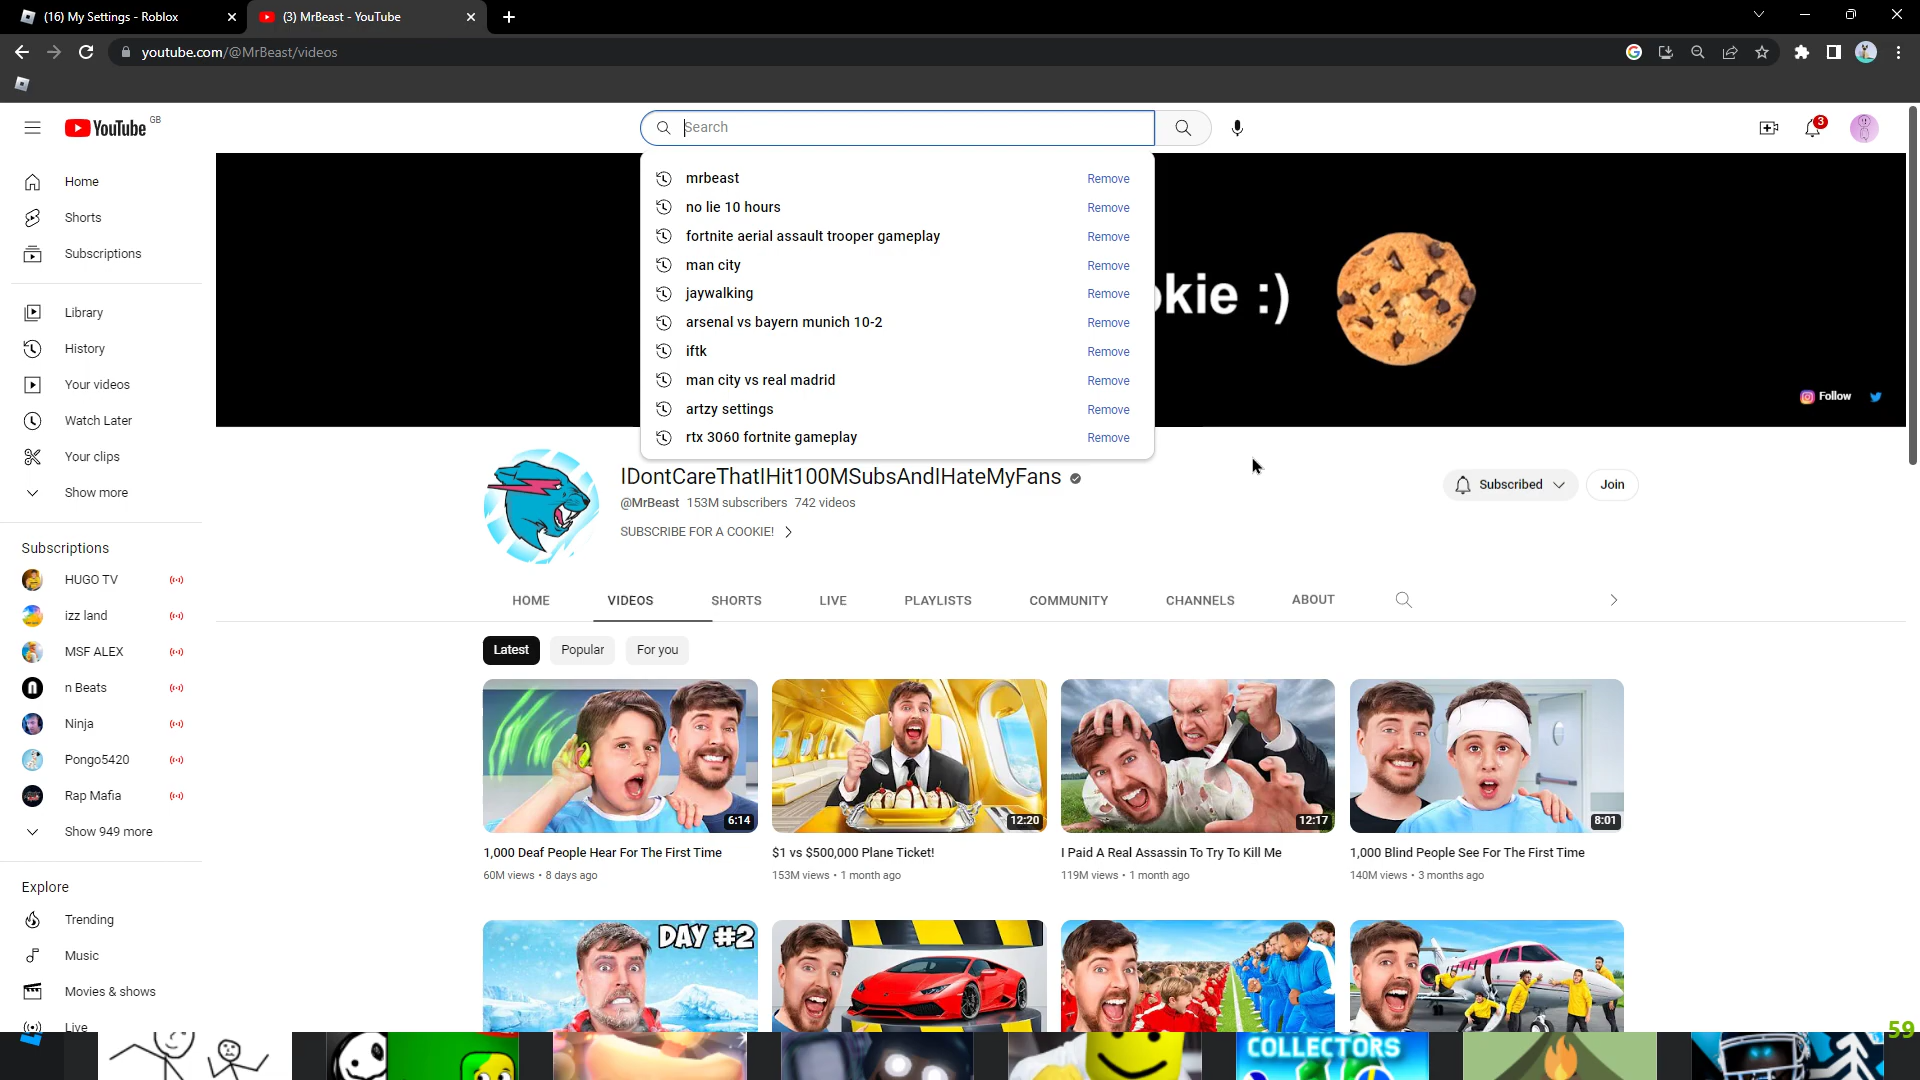 (16) My Settings - Roblox
(3) MrBeast - YouTube
youtube.com/@MrBeast/videos
YouTube GB
Search
3
mrbeast Remove
no lie 10 hours Remove
fortnite aerial assault trooper gameplay Remove
man city Remove
jaywalking Remove
arsenal vs bayern munich 10-2 Remove
iftk Remove
man city vs real madrid Remove
artzy settings Remove
rtx 3060 fortnite gameplay Remove
kie :)
Follow
Home
Shorts
Subscriptions
Library
History
Your videos
Watch Later
Your clips
Show more
Subscriptions
HUGO TV
izz land
MSF ALEX
n Beats
Ninja
Pongo5420
Rap Mafia
Show 949 more
Explore
Trending
Music
Movies & shows
Live
IDontCareThatIHit100MSubsAndIHateMyFans
@MrBeast 153M subscribers 742 videos
SUBSCRIBE FOR A COOKIE!
Subscribed
Join
HOME VIDEOS SHORTS LIVE PLAYLISTS COMMUNITY CHANNELS ABOUT
Latest Popular For you
6:14
12:20
12:17
8:01
1,000 Deaf People Hear For The First Time
60M views • 8 days ago
$1 vs $500,000 Plane Ticket!
153M views • 1 month ago
I Paid A Real Assassin To Try To Kill Me
119M views • 1 month ago
1,000 Blind People See For The First Time
140M views • 3 months ago
DAY #2
COLLECTORS
59